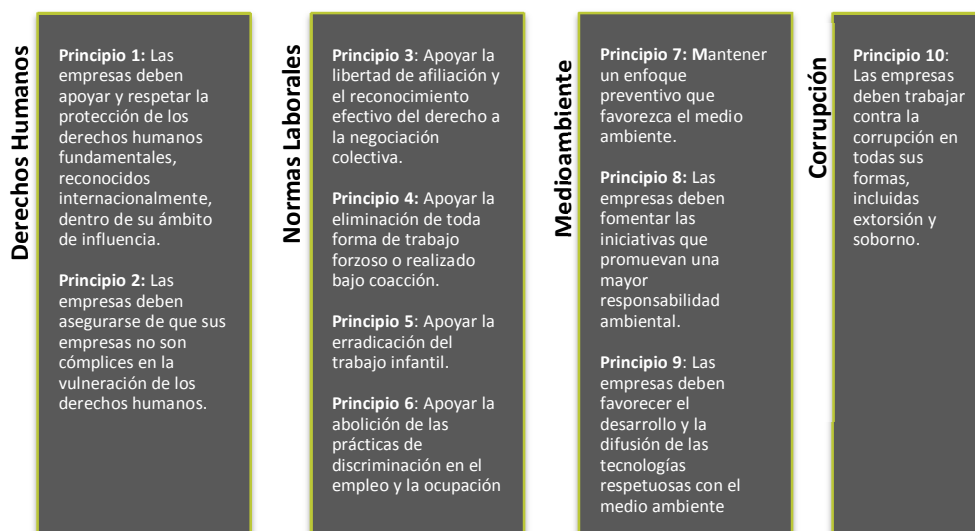 Derechos Humanos
Principio 1: Las
empresas deben
apoyar y respetar la
protección de los
derechos humanos
fundamentales,
reconocidos
internacionalmente,
dentro de su ámbito
de influencia.
Principio 2: Las
empresas deben
asegurarse de que sus
empresas no son
cómplices en la
vulneración de los
derechos humanos.
Normas Laborales
Principio 3: Apoyar la
libertad de afiliación y
el reconocimiento
efectivo del derecho a
la negociación
colectiva.
Principio 4: Apoyar la
eliminación de toda
forma de trabajo
forzoso o realizado
bajo coacción.
Principio 5: Apoyar la
erradicación del
trabajo infantil.
Principio 6: Apoyar la
abolición de las
prácticas de
discriminación en el
empleo y la ocupación
Medioambiente
Principio 7: Mantener
un enfoque
preventivo que
favorezca el medio
ambiente.
Principio 8: Las
empresas deben
fomentar las
iniciativas que
promuevan una
mayor
responsabilidad
ambiental.
Principio 9: Las
empresas deben
favorecer el
desarrollo y la
difusión de las
tecnologías
respetuosas con el
medio ambiente
Corrupción
Principio 10:
Las empresas
deben trabajar
contra la
corrupción en
todas sus
formas,
incluidas
extorsión y
soborno.